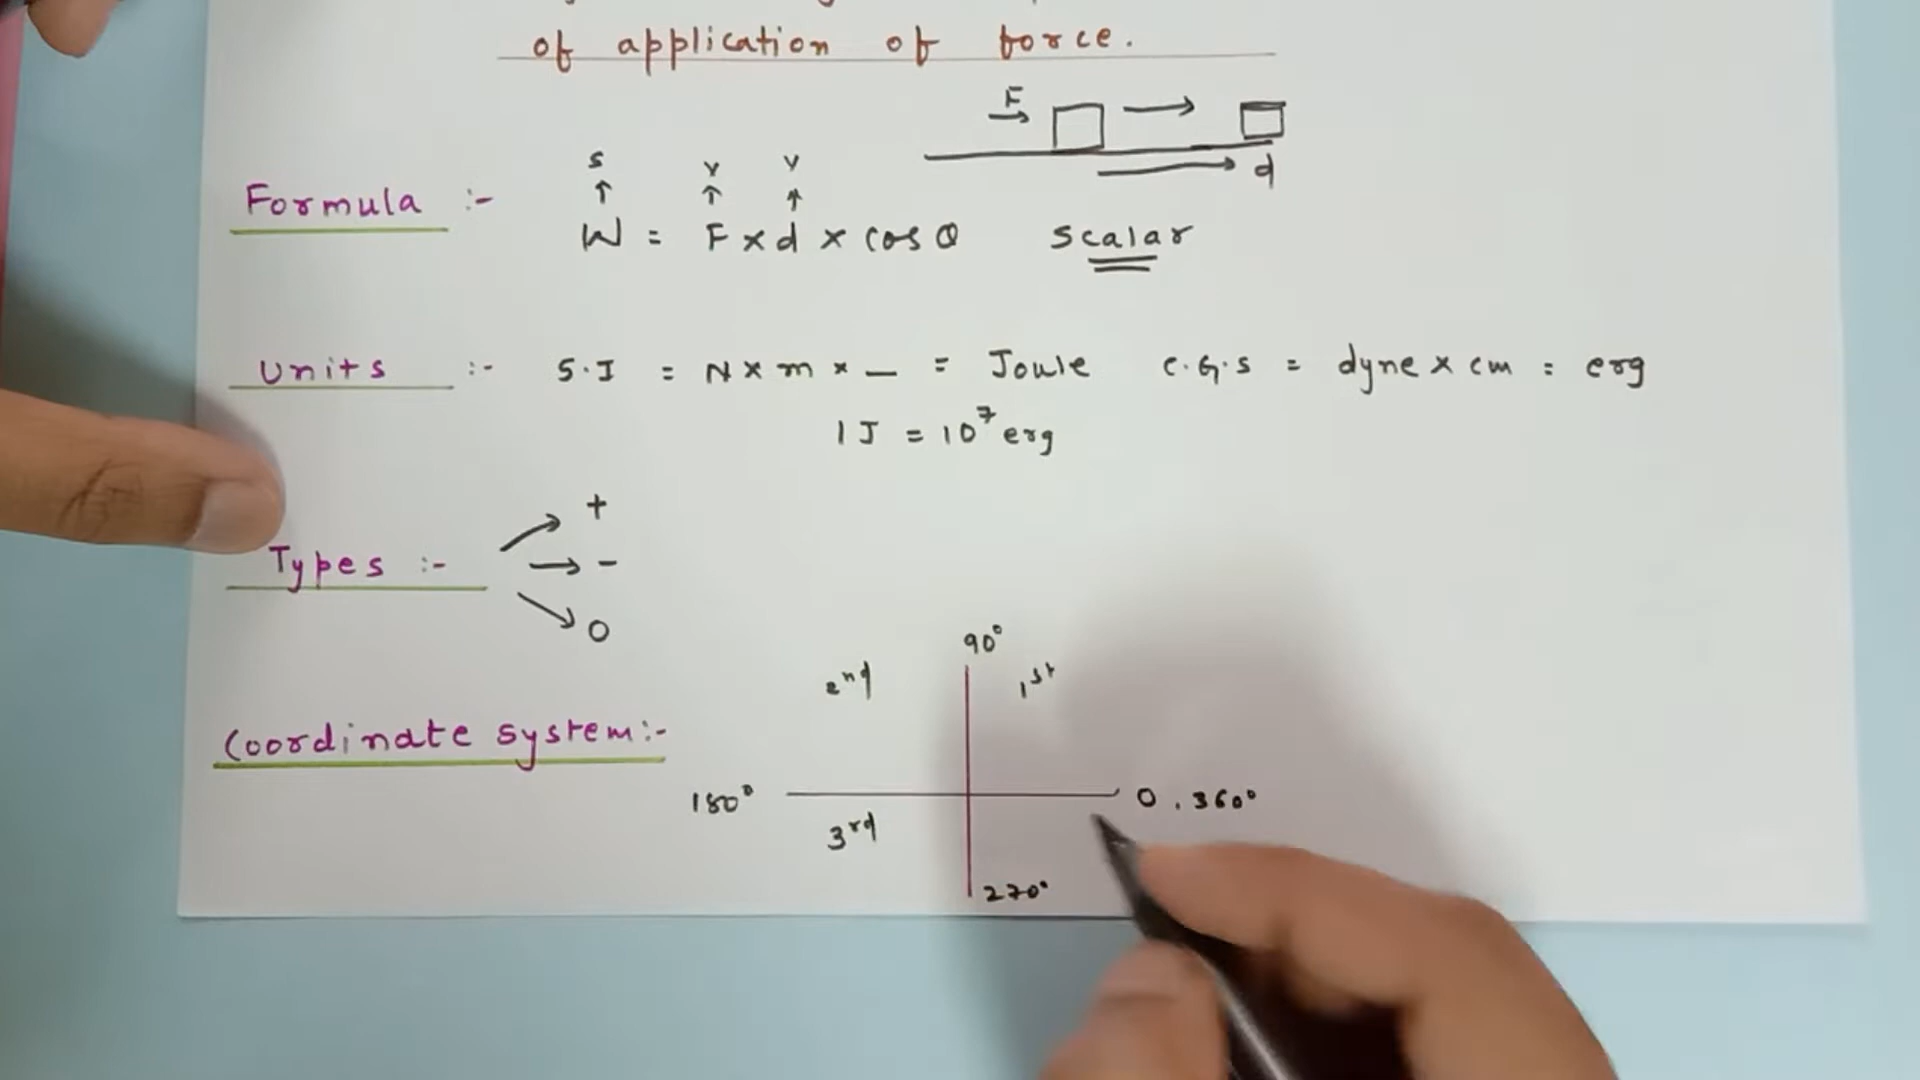 of application of force.
F
d
S V V
Formula :- W = F x d x cos θ scalar
Units :- S.I = N x m x — = Joule C.G.S = dyne x cm = erg
1J = 10⁷ erg
+
Types :- -
0
90°
2nd 1st
Coordinate system:-
180° 0, 360°
3rd
270°